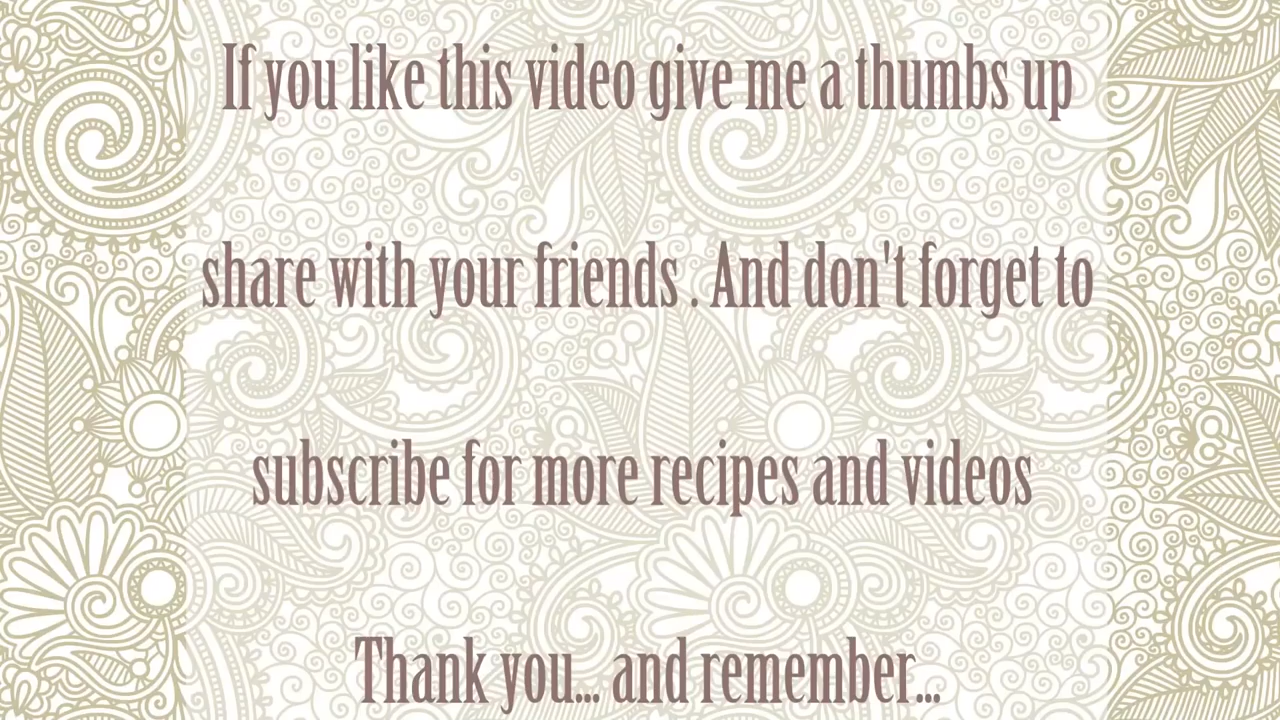 If you like this video give me a thumbs up
share with your friends . And don't forget to
subscribe for more recipes and videos
Thank you... and remember...